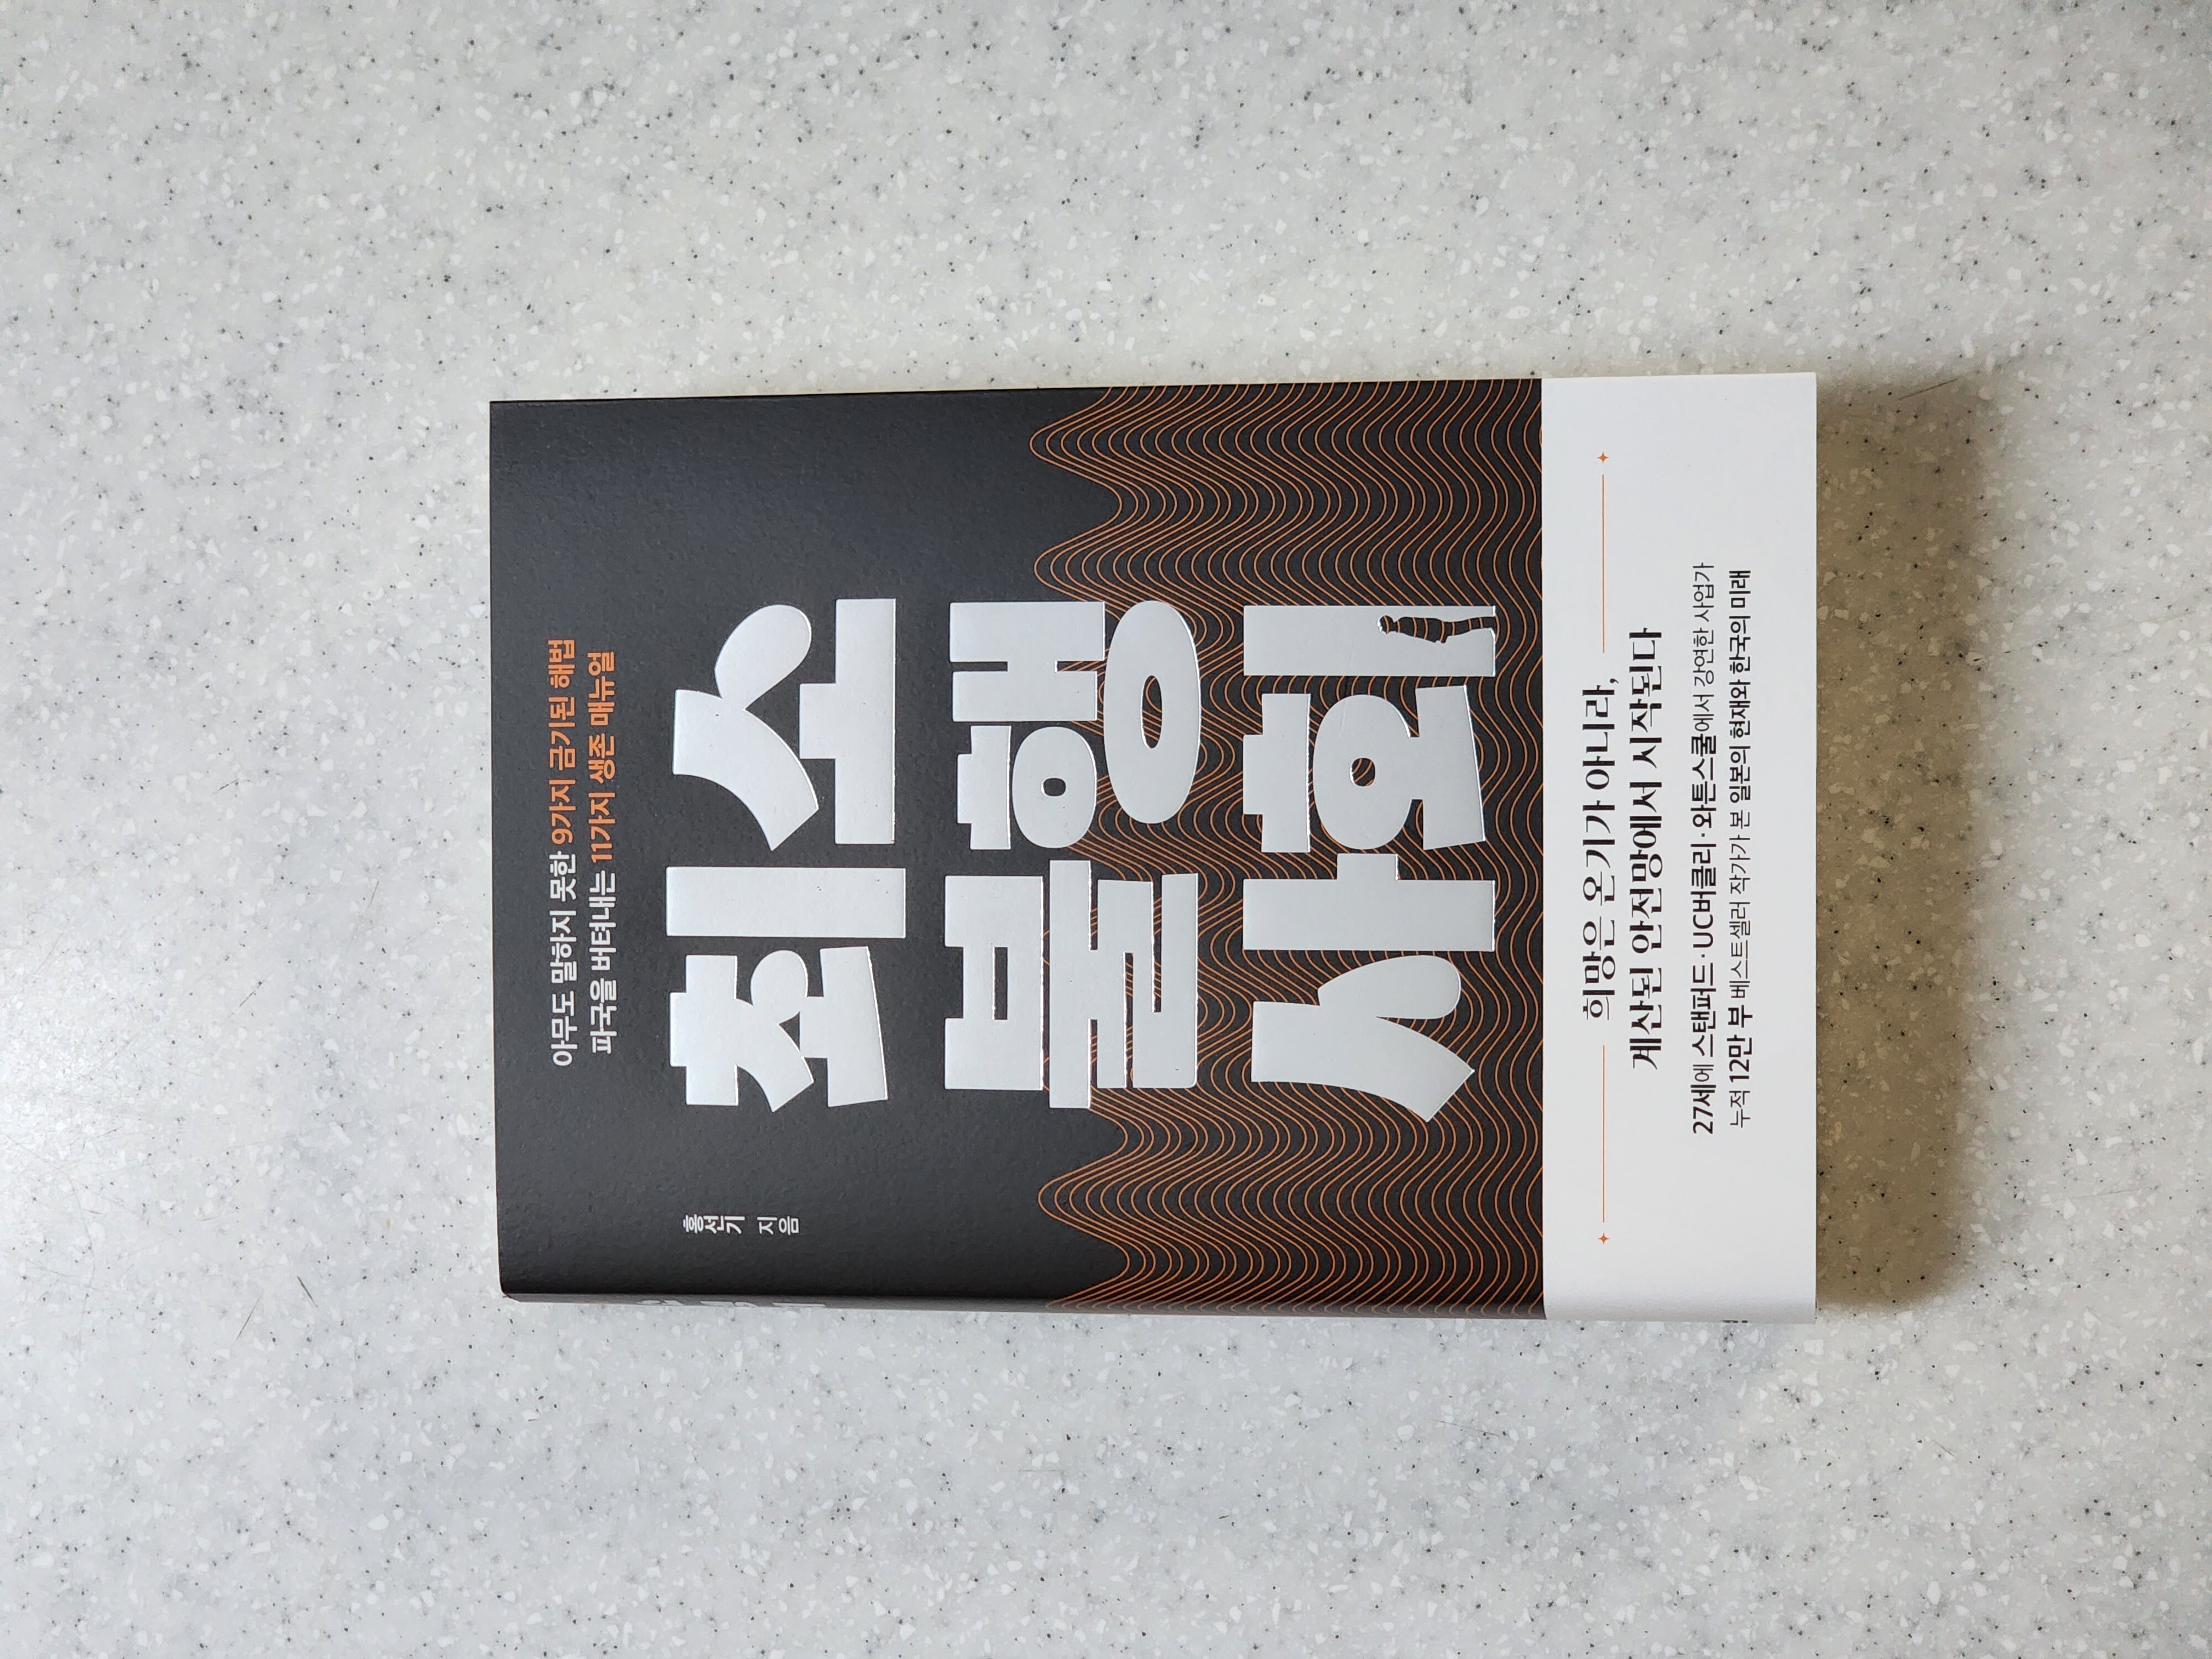 아무도 말하지 못한 9가지 금기된 해법
파국을 버텨내는 11가지 생존 매뉴얼
홍선기 지음
최소
불행
사회
희망은 온기가 아니라,
계산된 안전망에서 시작된다
27세에 스탠퍼드·UC버클리·와튼스쿨에서 강연한 사업가
누적 12만 부 베스트셀러 작가가 본 일본의 현재와 한국의 미래